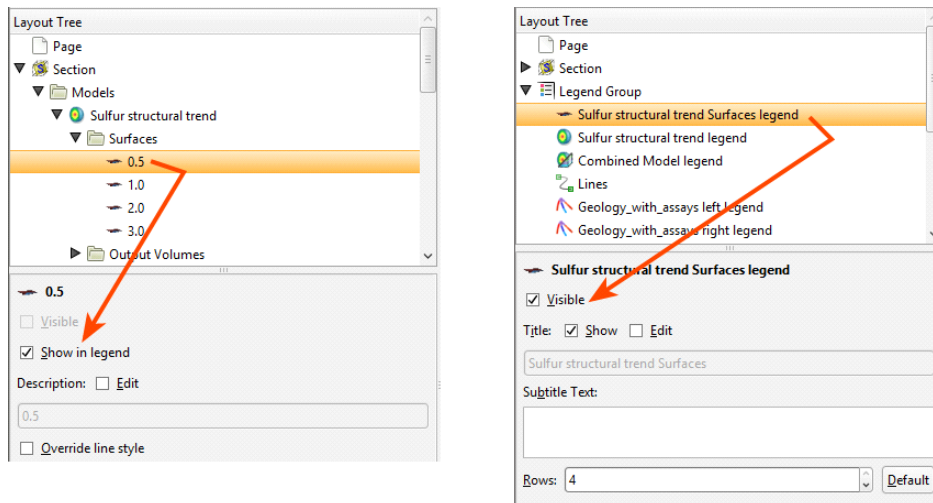 Layout Tree
Page
Section
Models
Sulfur structural trend
Surfaces
0.5
1.0
2.0
3.0
Output Volumes
0.5
Visible
Show in legend
Description: Edit
0.5
Override line style
Layout Tree
Page
Section
Legend Group
Sulfur structural trend Surfaces legend
Sulfur structural trend legend
Combined Model legend
Lines
Geology_with_assays left legend
Geology_with_assays right legend
Sulfur structural trend Surfaces legend
Visible
Title: Show Edit
Sulfur structural trend Surfaces
Subtitle Text:
Rows: 4 Default